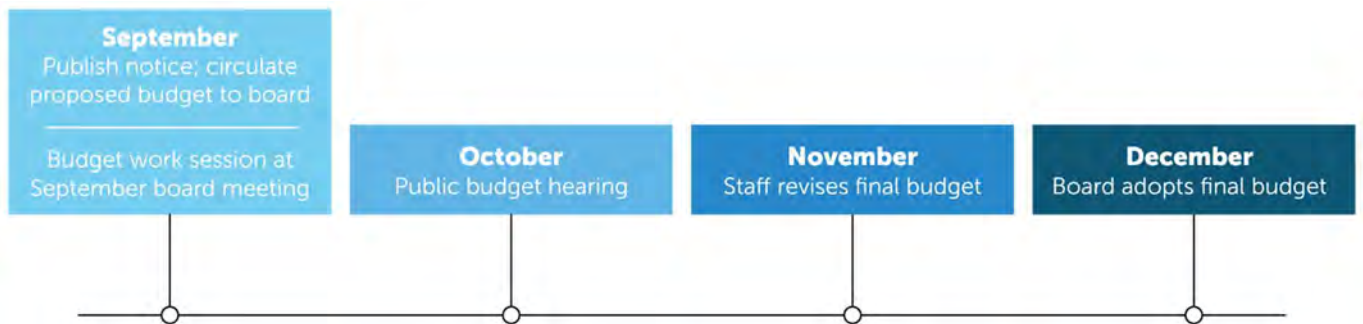 September
Publish notice; circulate
proposed budget to board
Budget work session at
September board meeting
October
Public budget hearing
November
Staff revises final budget
December
Board adopts final budget